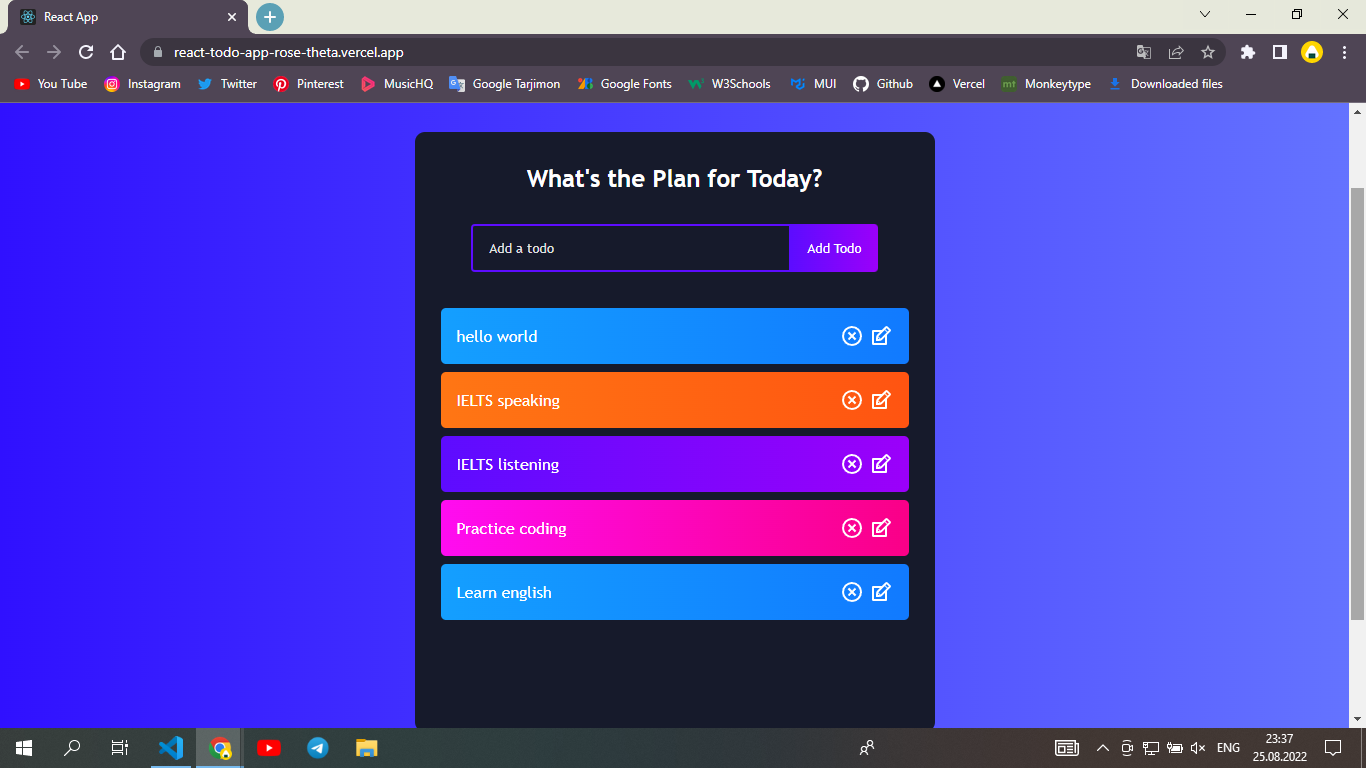 React App
react-todo-app-rose-theta.vercel.app
You Tube Instagram Twitter Pinterest MusicHQ Google Tarjimon Google Fonts W3Schools MUI Github Vercel mt Monkeytype Downloaded files
What's the Plan for Today?
Add a todo Add Todo
hello world
IELTS speaking
IELTS listening
Practice coding
Learn english
ENG
23:37
25.08.2022